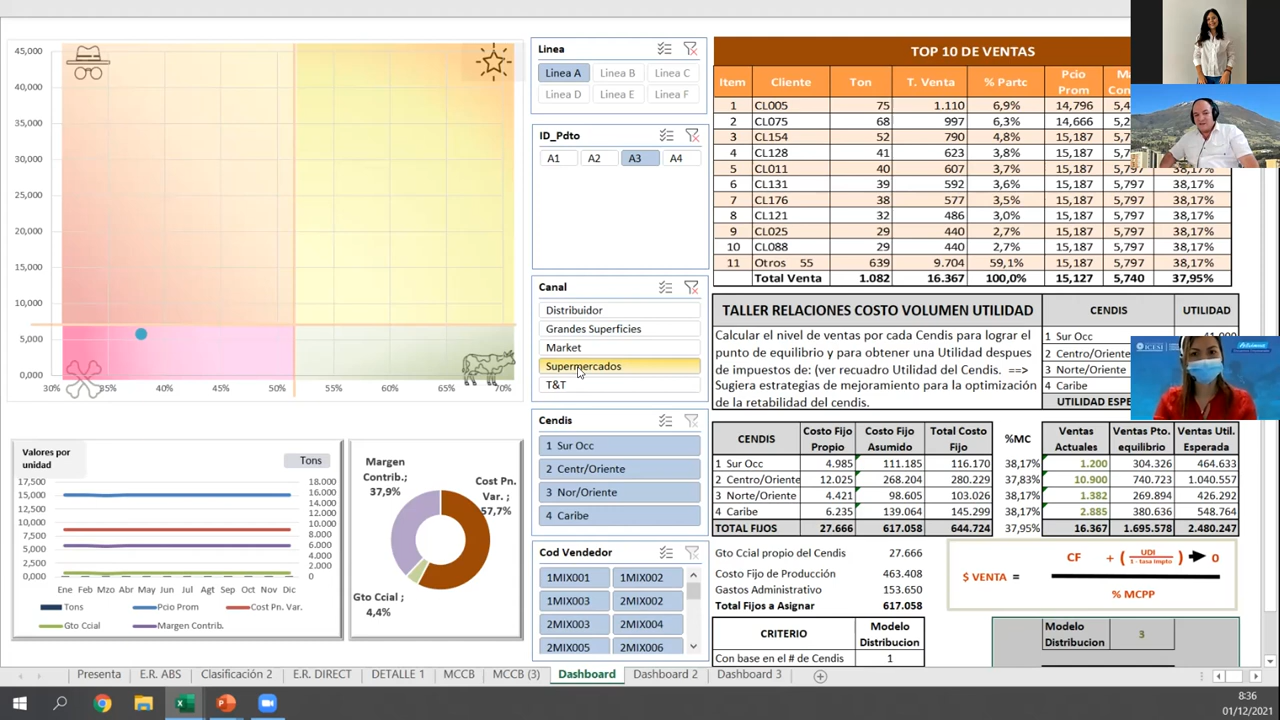 45,000
40,000
35,000
30,000
25,000
20,000
15,000
10,000
5,000
0,000
30% 35% 40% 45% 50% 55% 60% 65% 70%
Linea
Linea A Linea B Linea C
Linea D Linea E Linea F
ID_Pdto
A1 A2 A3 A4
Canal
Distribuidor
Grandes Superficies
Market
Supermercados
T&T
Cendis
1 Sur Occ
2 Centr/Oriente
3 Nor/Oriente
4 Caribe
Cod Vendedor
1MIX001 1MIX002
1MIX003 2MIX002
2MIX003 2MIX004
2MIX005 2MIX006
TOP 10 DE VENTAS
Item Cliente Ton T. Venta % Partc Pcio Prom
1 CL005 75 1.110 6,9% 14,796
2 CL075 68 997 6,3% 14,666
3 CL154 52 790 4,8% 15,187
4 CL128 41 623 3,8% 15,187
5 CL011 40 607 3,7% 15,187 5,797 38,17%
6 CL131 39 592 3,6% 15,187 5,797 38,17%
7 CL176 38 577 3,5% 15,187 5,797 38,17%
8 CL121 32 486 3,0% 15,187 5,797 38,17%
9 CL025 29 440 2,7% 15,187 5,797 38,17%
10 CL088 29 440 2,7% 15,187 5,797 38,17%
11 Otros 55 639 9.704 59,1% 15,187 5,797 38,17%
Total Venta 1.082 16.367 100,0% 15,127 5,740 37,95%
TALLER RELACIONES COSTO VOLUMEN UTILIDAD
Calcular el nivel de ventas por cada Cendis para lograr el
punto de equilibrio y para obtener una Utilidad despues
de impuestos de: (ver recuadro Utilidad del Cendis. ==>
Sugiera estrategias de mejoramiento para la optimización
de la retabilidad del cendis.
CENDIS UTILIDAD
1 Sur Occ
2 Centro/Oriente
3 Norte/Oriente
4 Caribe
UTILIDAD ESPE
ICESI
Valores por
unidad
Tons
17,500 18.000
15,000 16.000
12,500 14.000
12.000
10,000 10.000
7,500 8.000
5,000 6.000
2,500 4.000
2.000
0,000 0
Ene Feb Mzo Abr May Jun Jul Ago Sep Oct Nov Dic
Tons Pcio Prom Cost Pn. Var.
Gto Ccial Margen Contrib.
Margen
Contrib.;
37,9%
Cost Pn.
Var. ;
57,7%
Gto Ccial ;
4,4%
CENDIS Costo Fijo Propio Costo Fijo Asumido Total Costo Fijo %MC Ventas Actuales Ventas Pto. equilibrio Ventas Util. Esperada
1 Sur Occ 4.985 111.185 116.170 38,17% 1.200 304.326 464.633
2 Centro/Oriente 12.025 268.204 280.229 37,83% 10.900 740.723 1.040.557
3 Norte/Oriente 4.421 98.605 103.026 38,17% 1.382 269.894 426.292
4 Caribe 6.235 139.064 145.299 38,17% 2.885 380.636 548.764
TOTAL FIJOS 27.666 617.058 644.724 37,95% 16.367 1.695.578 2.480.247
Gto Ccial propio del Cendis 27.666
Costo Fijo de Producción 463.408
Gastos Administrativo 153.650
Total Fijos a Asignar 617.058
$ VENTA = CF + ( UDI / 1 - tasa Impto ) 0
% MCPP
CRITERIO Modelo Distribucion
Con base en el # de Cendis 1
Modelo
Distribucion
3
Presenta E.R. ABS Clasificación 2 E.R. DIRECT DETALLE 1 MCCB MCCB (3) Dashboard Dashboard 2 Dashboard 3
8:36
01/12/2021